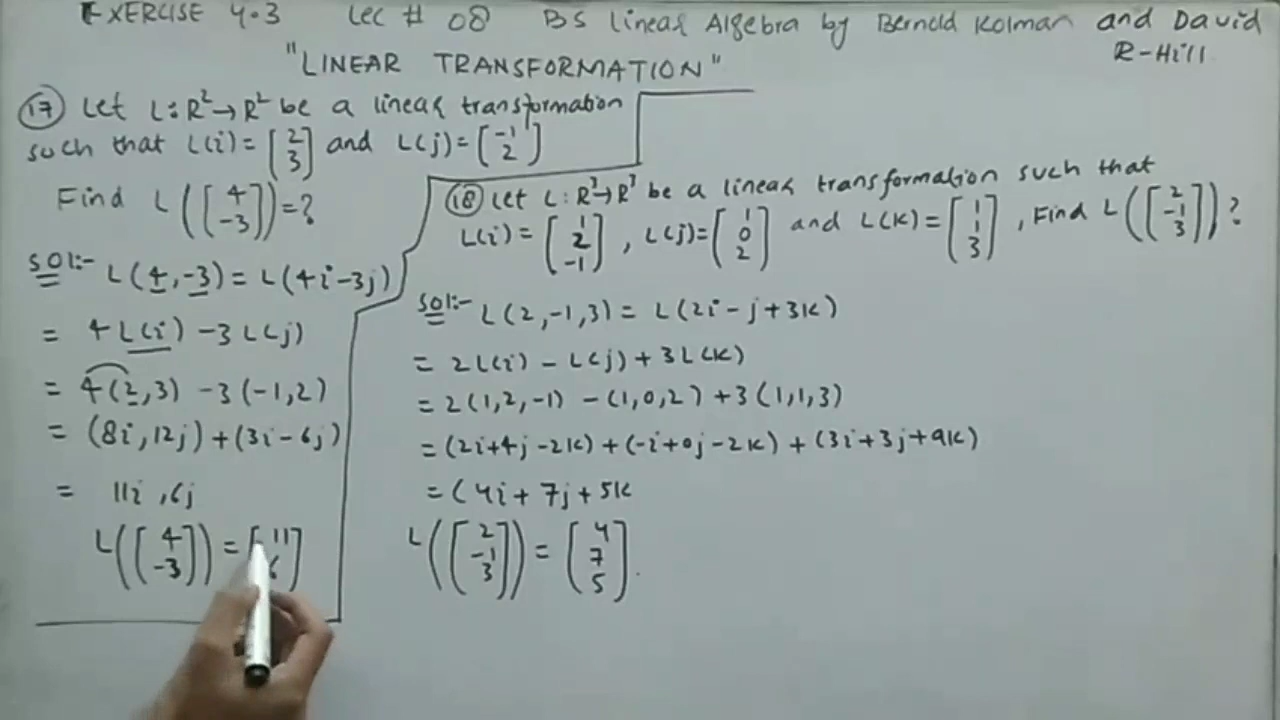 EXERCISE 4.3 Lec # 08 BS Linear Algebra by Bernold Kolman and David
R-Hill
"LINEAR TRANSFORMATION"
(17) Let L: R² → R² be a linear transformation
such that L(i) = [2 3] and L(j) = [-1 2]
Find L([4 -3]) = ?
Sol:- L(4, -3) = L(4i - 3j)
= 4L(i) - 3L(j)
= 4(2,3) - 3(-1,2)
= (8i, 12j) + (3i - 6j)
= 11i, 6j
L([4 -3]) = [11 6]
(18) Let L: R³ → R³ be a linear transformation such that
L(i) = [1 2 -1], L(j) = [1 0 2] and L(k) = [1 1 3], Find L([2 -1 3])?
Sol:- L(2, -1, 3) = L(2i - j + 3k)
= 2L(i) - L(j) + 3L(k)
= 2(1,2,-1) - (1,0,2) + 3(1,1,3)
= (2i+4j-2k) + (-i+0j-2k) + (3i+3j+9k)
= (4i + 7j + 5k
L([2 -1 3]) = [4 7 5].